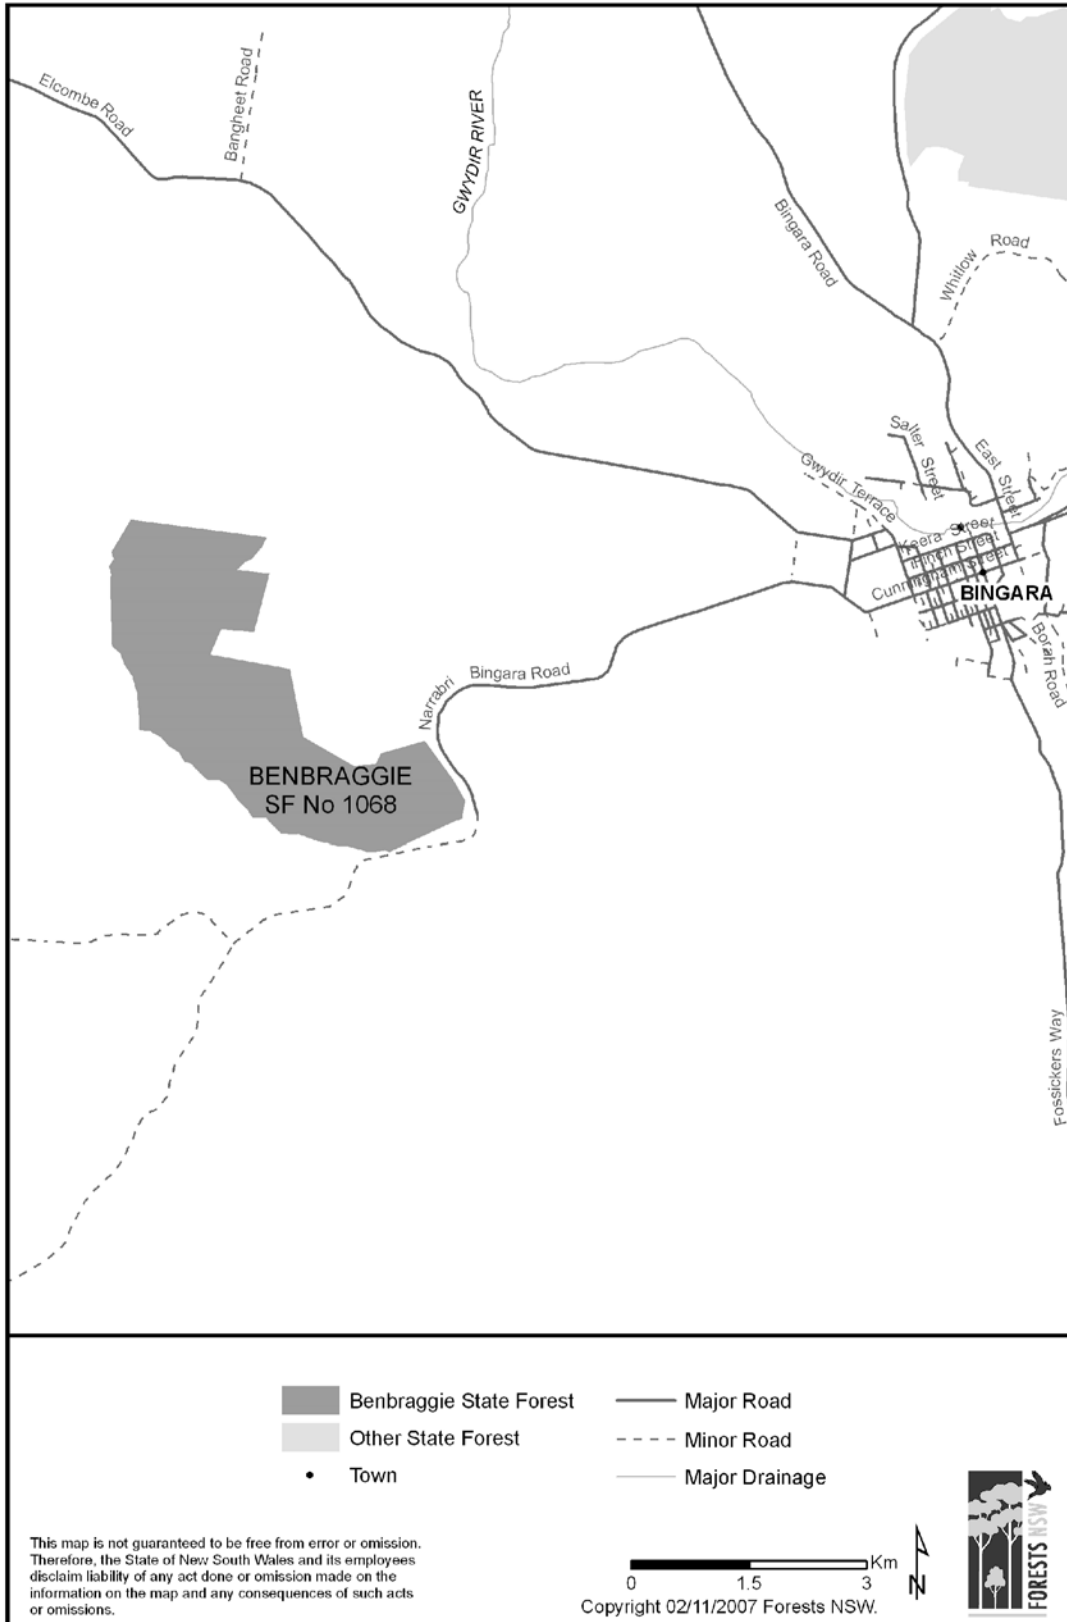 Elcombe Road
Bangheet Road
GWYDIR RIVER
Bingara Road
Whitlow Road
Salter Street
East Street
Gwydir Terrace
Keera Street
Finch Street
Cunningham Street
BINGARA
Borah Road
Narrabri Bingara Road
BENBRAGGIE
SF No 1068
Fossickers Way
Benbraggie State Forest
Other State Forest
Town
Major Road
Minor Road
Major Drainage
This map is not guaranteed to be free from error or omission.
Therefore, the State of New South Wales and its employees
disclaim liability of any act done or omission made on the
information on the map and any consequences of such acts
or omissions.
Km
0 1.5 3
Copyright 02/11/2007 Forests NSW.
N
FORESTS NSW